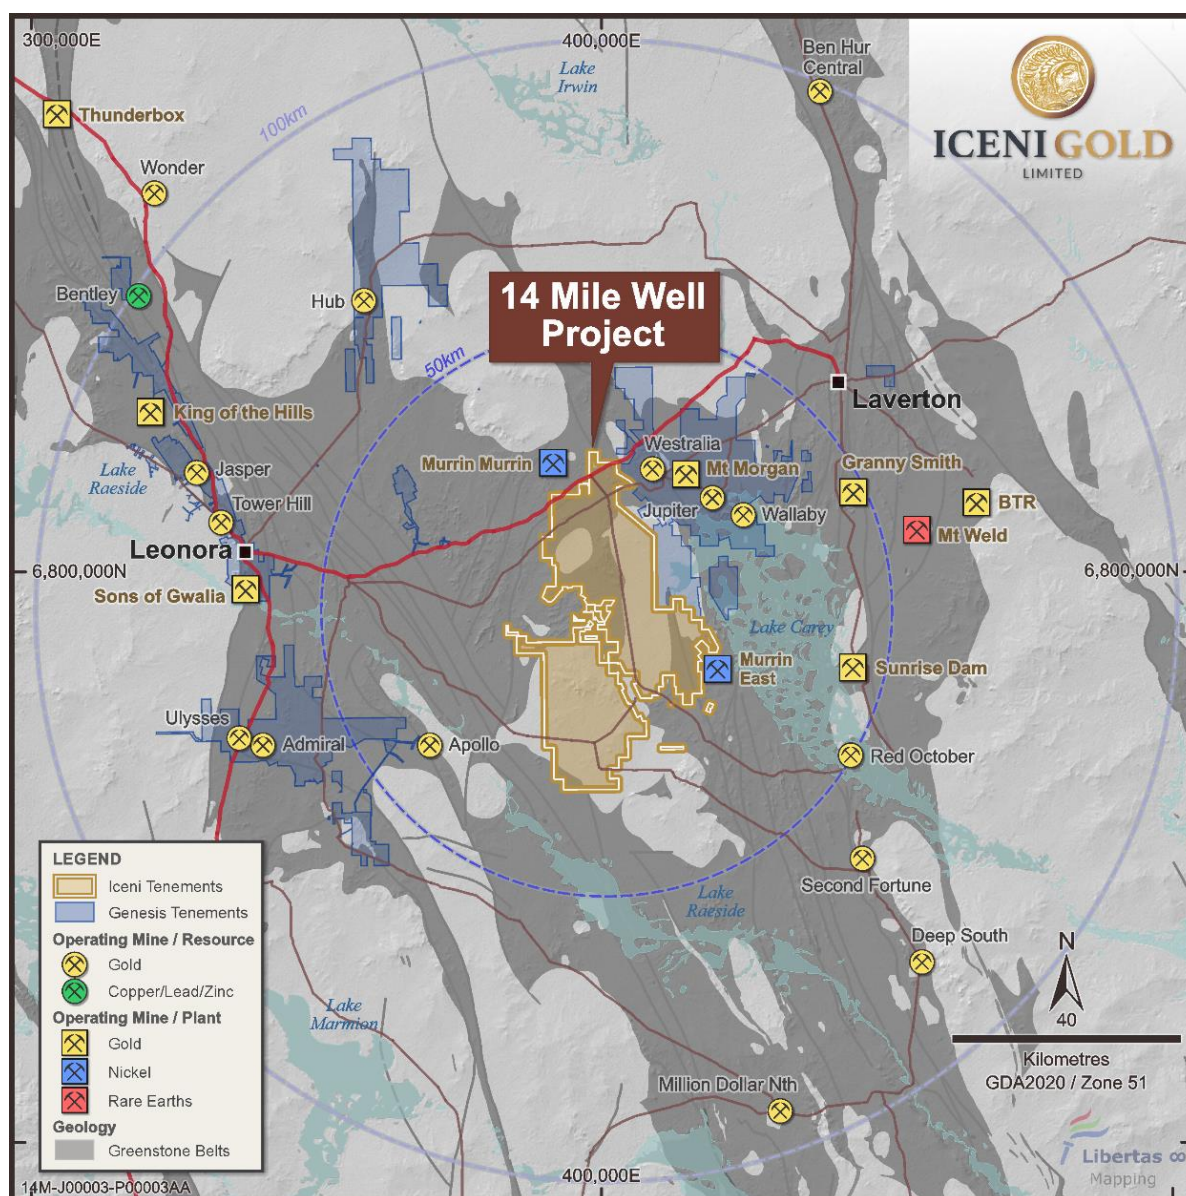 300,000E
400,000E
Ben Hur
Central
Lake
Irwin
ICENI GOLD
LIMITED
100km
Thunderbox
Wonder
Bentley
Hub
14 Mile Well
Project
50km
Laverton
King of the Hills
Westralia
Murrin Murrin
Mt Morgan
Granny Smith
Lake
Raeside
Jasper
Tower Hill
Jupiter
Wallaby
BTR
Mt Weld
Leonora
6,800,000N
6,800,000N
Sons of Gwalia
Lake Carey
Murrin
East
Sunrise Dam
Ulysses
Admiral
Apollo
Red October
LEGEND
Iceni Tenements
Genesis Tenements
Operating Mine / Resource
Gold
Copper/Lead/Zinc
Operating Mine / Plant
Gold
Nickel
Rare Earths
Geology
Greenstone Belts
Second Fortune
Lake
Raeside
Deep South
N
40
Kilometres
GDA2020 / Zone 51
Lake
Marmion
Million Dollar Nth
Libertas
Mapping
400,000E
14M-J00003-P00003AA